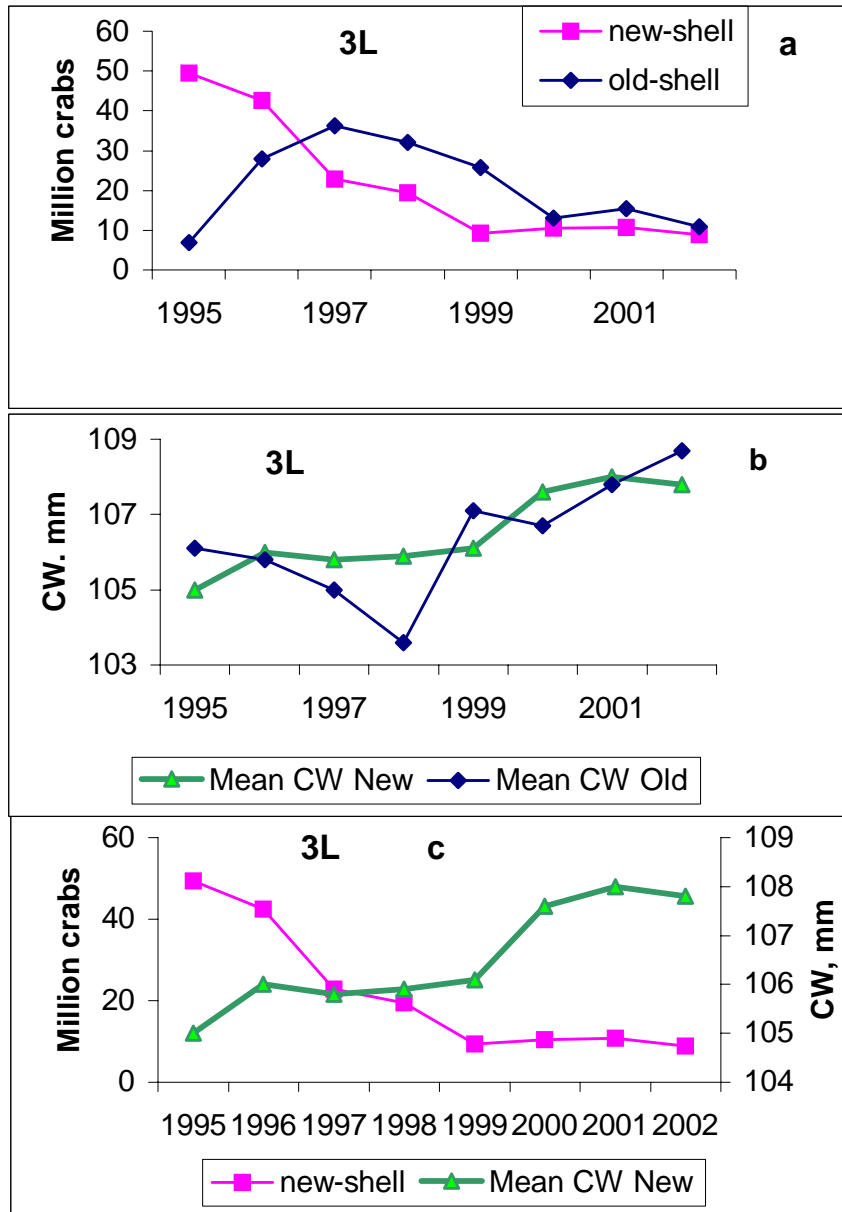 3L
a
new-shell
old-shell
Million crabs
60
50
40
30
20
10
0
1995 1997 1999 2001
3L
b
CW. mm
109
107
105
103
1995 1997 1999 2001
Mean CW New Mean CW Old
3L c
Million crabs
60
40
20
0
109
108
107
106
105
104
CW, mm
1995 1996 1997 1998 1999 2000 2001 2002
new-shell Mean CW New